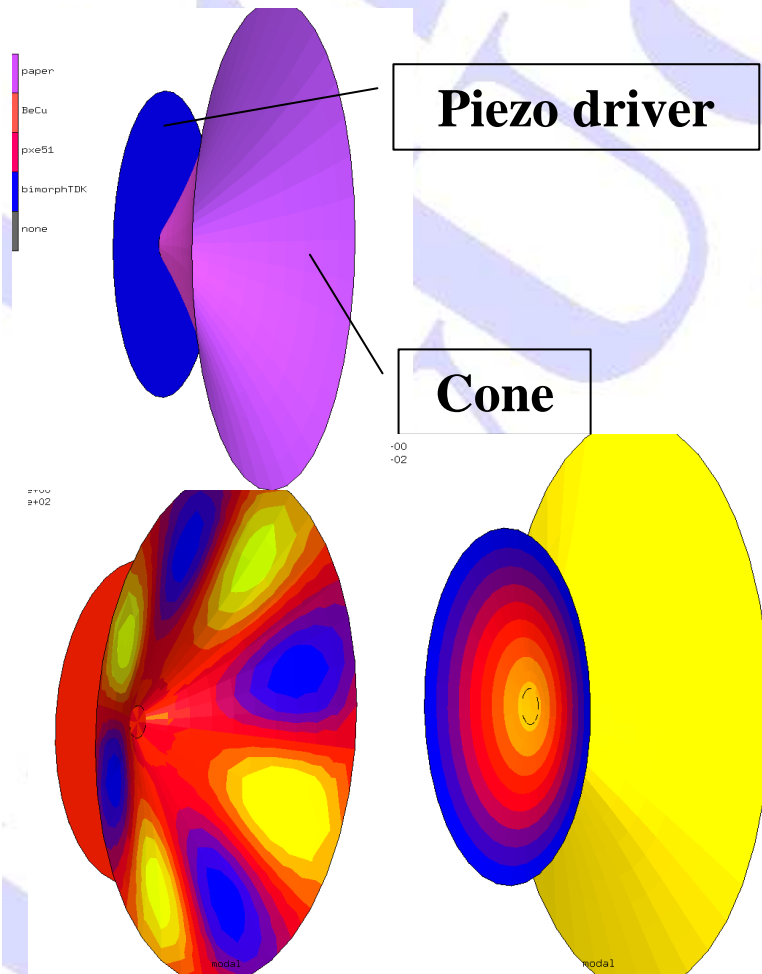 paper
BeCu
pxe51
bimorphTDK
none
Piezo driver
Cone
-00
-02
e+02
modal
modal